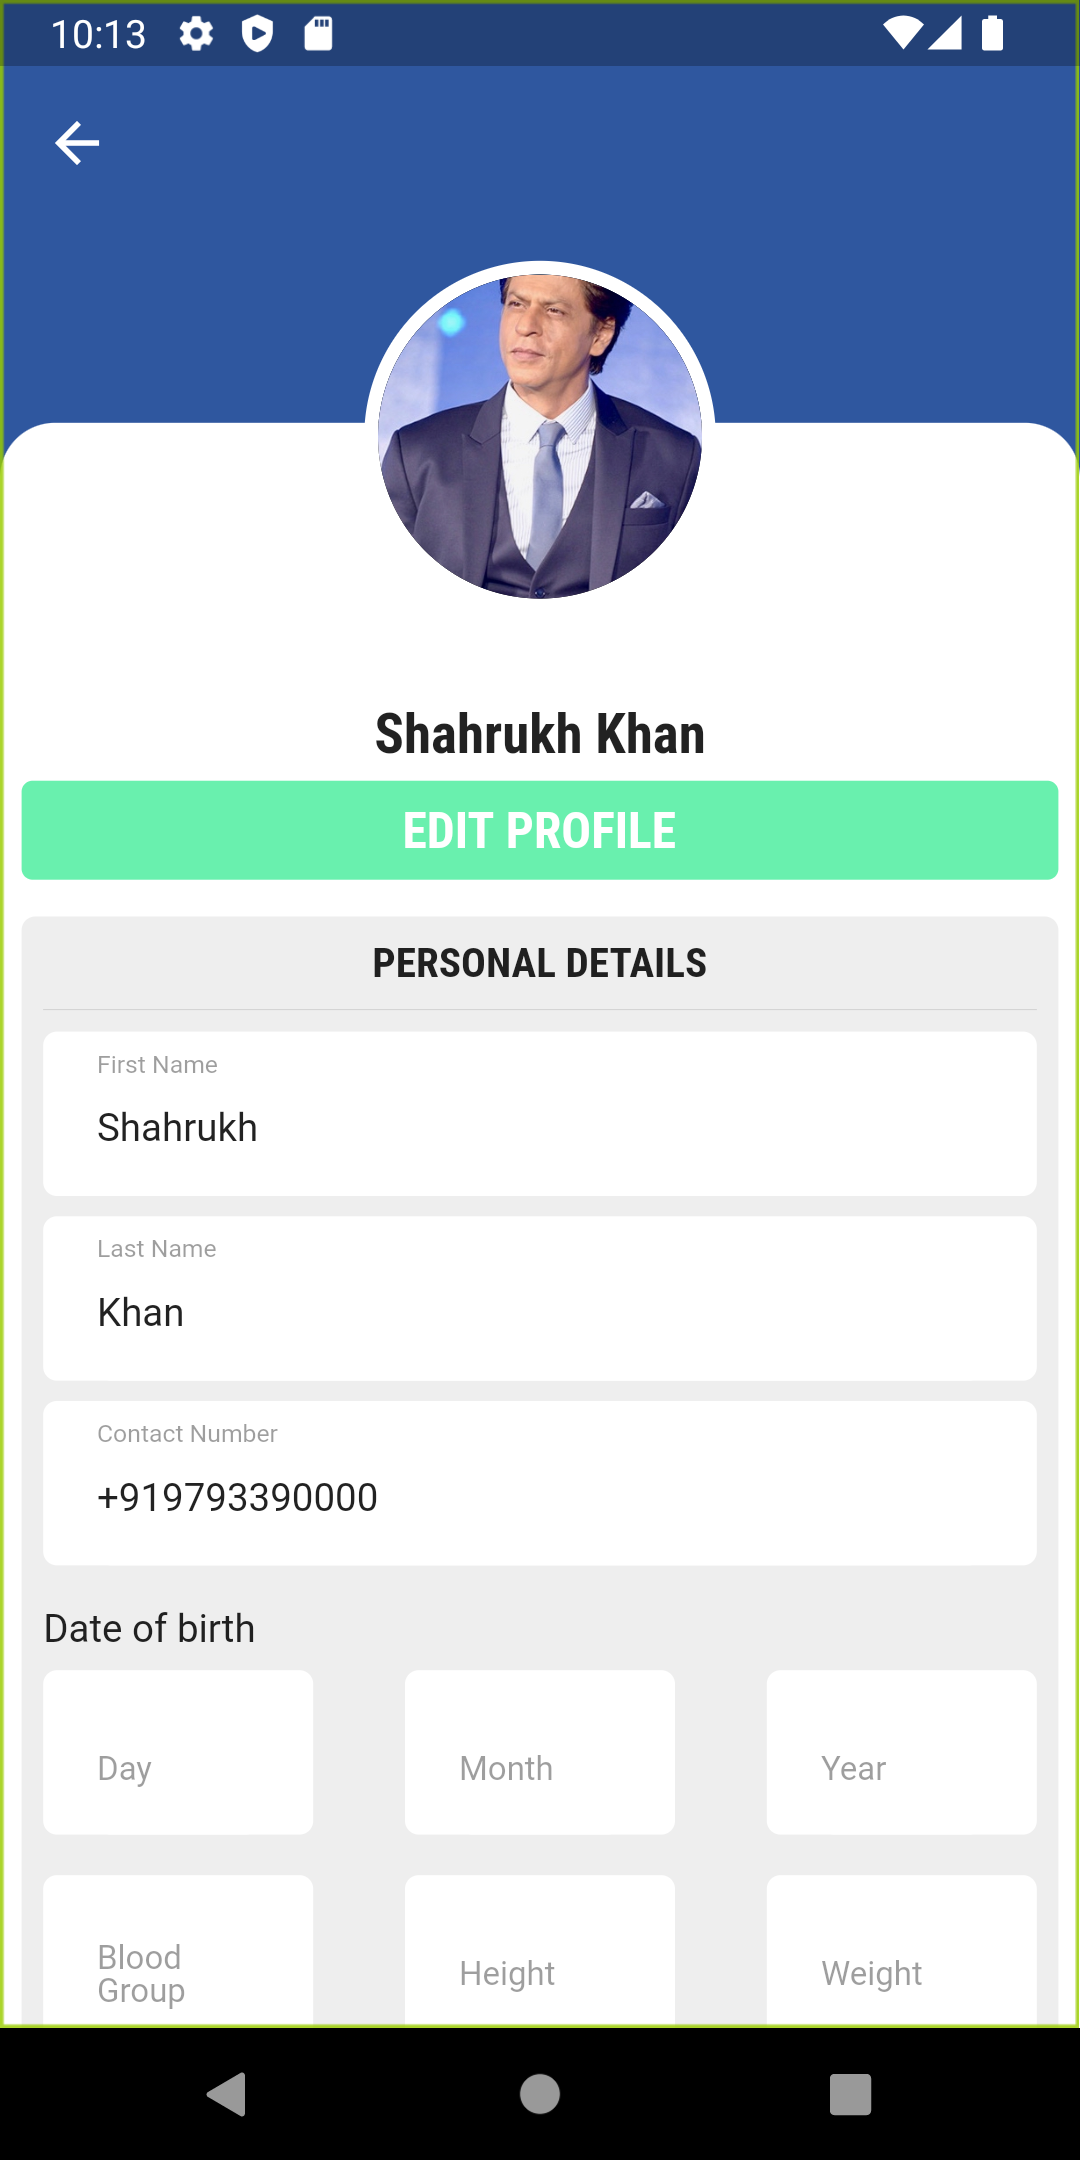 10:13
Shahrukh Khan
EDIT PROFILE
PERSONAL DETAILS
First Name
Shahrukh
Last Name
Khan
Contact Number
+919793390000
Date of birth
Day Month Year
Blood
Group
Height Weight